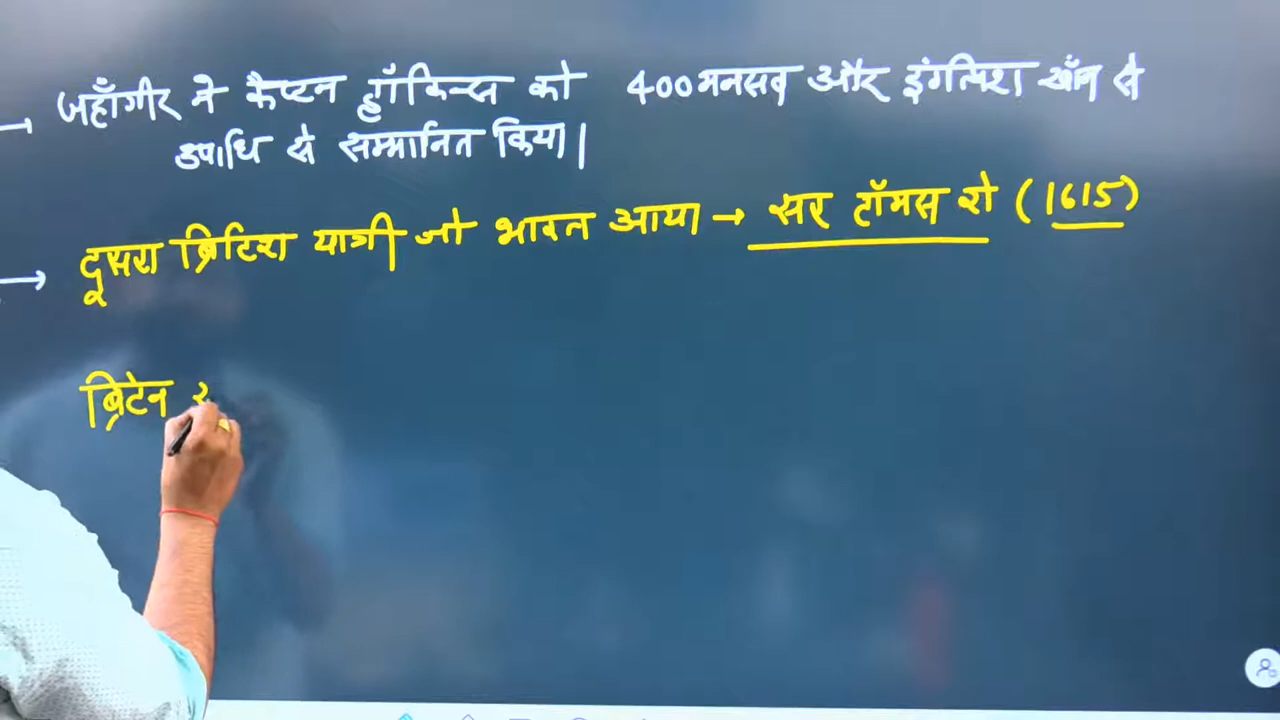 → जहाँगीर ने कैप्टन हॉकिन्स को 400 मनसब और इंगलिश खाँन से
उपाधि से सम्मानित किया।
→ दूसरा ब्रिटिश यात्री जो भारत आया → सर टॉमस रो (1615)
ब्रिटेन